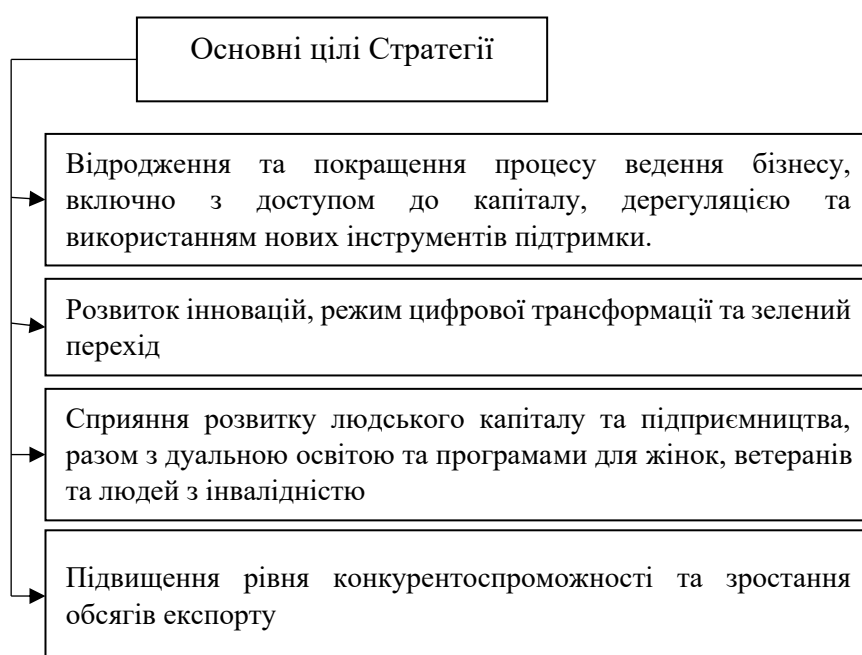 Основні цілі Стратегії
Відродження та покращення процесу ведення бізнесу,
включно з доступом до капіталу, дерегуляцією та
використанням нових інструментів підтримки.
Розвиток інновацій, режим цифрової трансформації та зелений
перехід
Сприяння розвитку людського капіталу та підприємництва,
разом з дуальною освітою та програмами для жінок, ветеранів
та людей з інвалідністю
Підвищення рівня конкурентоспроможності та зростання
обсягів експорту